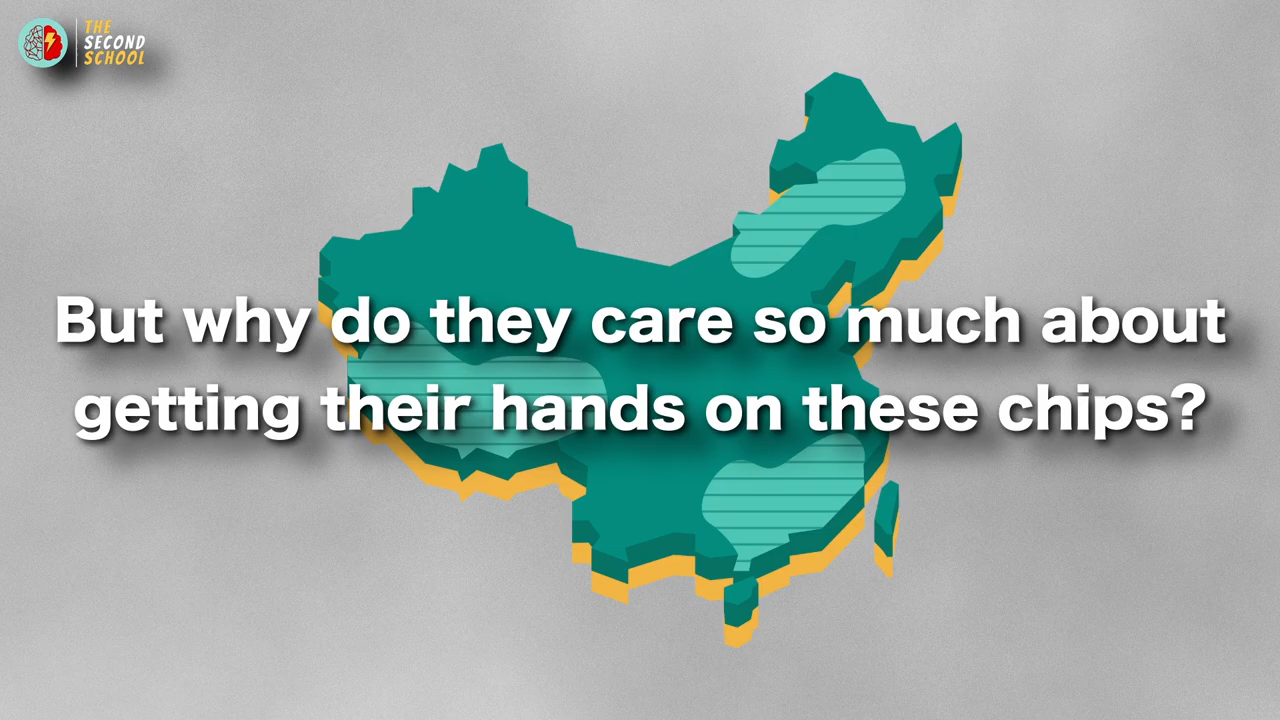 THE
SECOND
SCHOOL
But why do they care so much about
getting their hands on these chips?